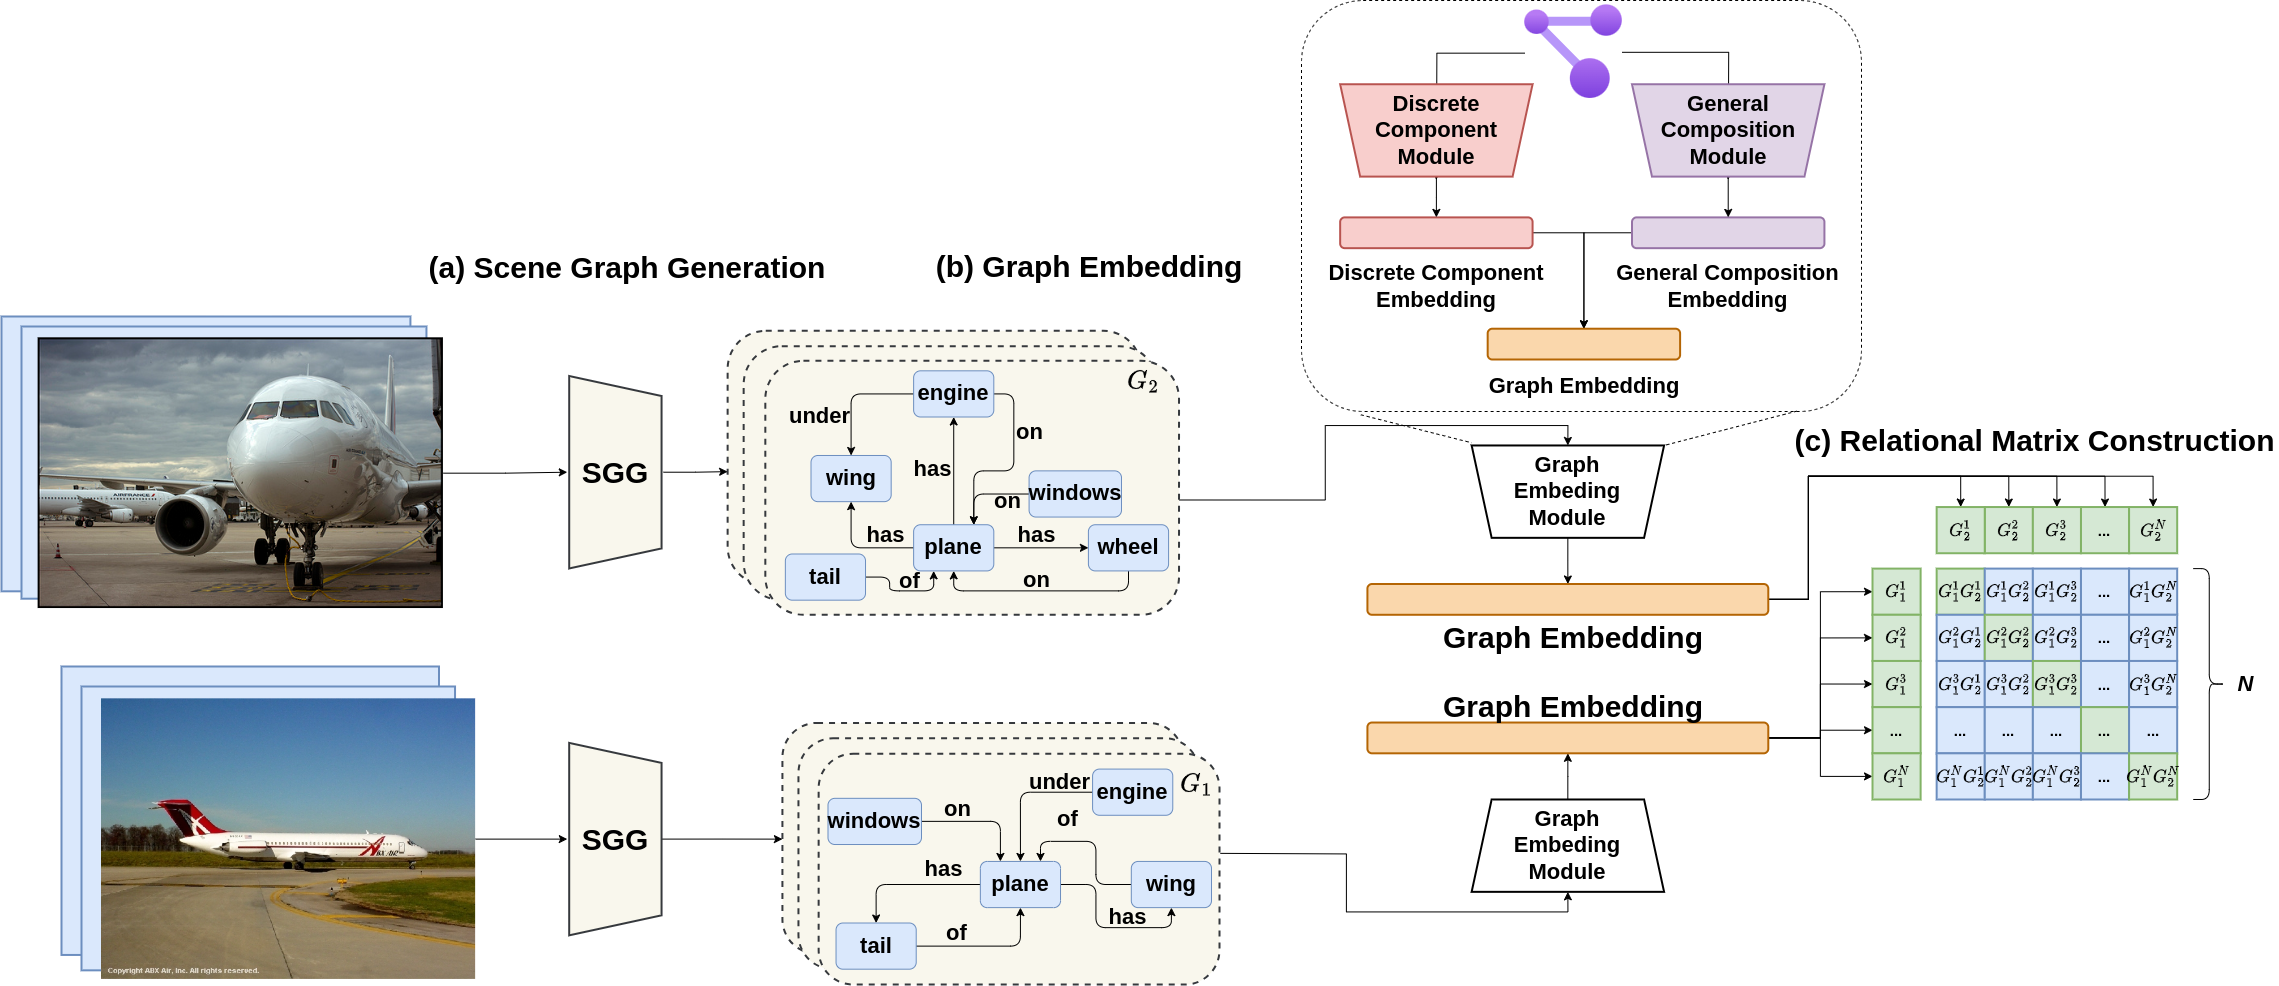 Discrete
Component
Module
General
Composition
Module
Discrete Component
Embedding
General Composition
Embedding
Graph Embedding
(a) Scene Graph Generation
(b) Graph Embedding
(c) Relational Matrix Construction
AIRFRANCE
SGG
G_2
engine
under
on
wing
has
windows
on
has
plane
has
wheel
tail
of
on
Graph
Embeding
Module
Graph Embedding
Graph Embedding
Graph
Embeding
Module
G_2^1 G_2^2 G_2^3 ... G_2^N
G_1^1 G_1^1G_2^1 G_1^1G_2^2 G_1^1G_2^3 ... G_1^1G_2^N
G_1^2 G_1^2G_2^1 G_1^2G_2^2 G_1^2G_2^3 ... G_1^2G_2^N
G_1^3 G_1^3G_2^1 G_1^3G_2^2 G_1^3G_2^3 ... G_1^3G_2^N
... ... ... ... ... ...
G_1^N G_1^NG_2^1 G_1^NG_2^2 G_1^NG_2^3 ... G_1^NG_2^N
N
SGG
G_1
under
engine
windows
on
of
has
plane
wing
has
tail
of
Copyright ABX Air, Inc. All rights reserved.